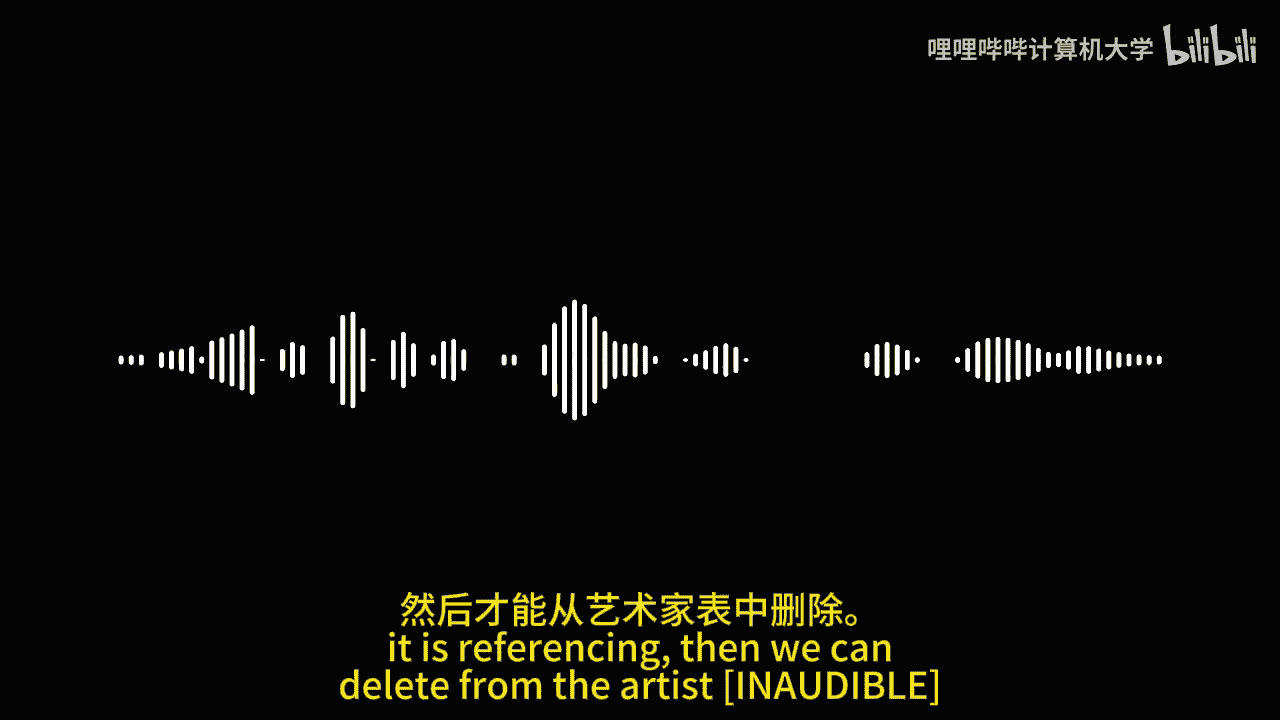 哩哩哔哔计算机大学 bilibili
然后才能从艺术家表中删除。
it is referencing, then we can
delete from the artist [INAUDIBLE]